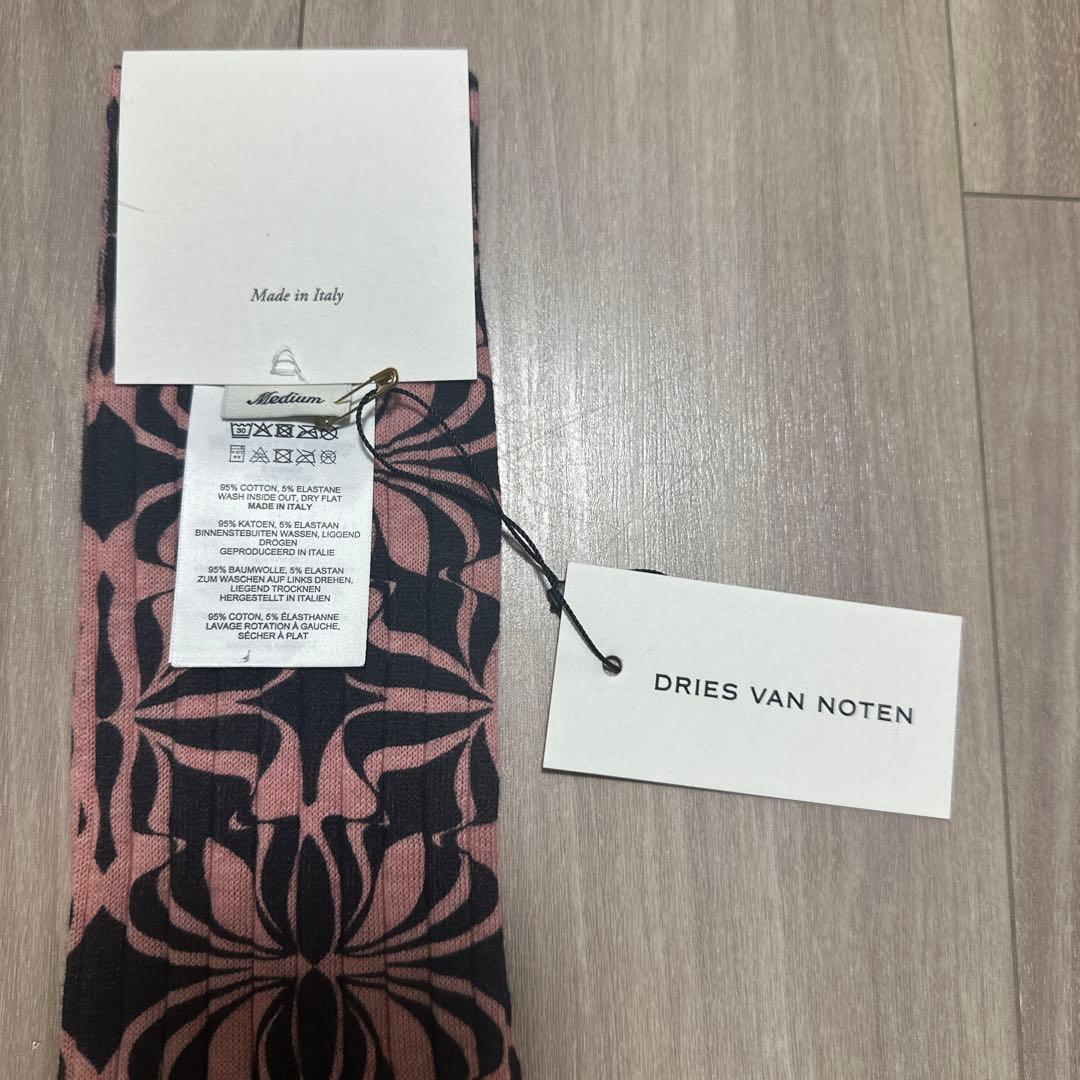 Made in Italy
Medium
30
95% COTTON, 5% ELASTANE
WASH INSIDE OUT, DRY FLAT
MADE IN ITALY
95% KATOEN, 5% ELASTAAN
BINNENSTEBUITEN WASSEN, LIGGEND
DROGEN
GEPRODUCEERD IN ITALIE
95% BAUMWOLLE, 5% ELASTAN
ZUM WASCHEN AUF LINKS DREHEN,
LIEGEND TROCKNEN
HERGESTELLT IN ITALIEN
95% COTON, 5% ÉLASTHANNE
LAVAGE ROTATION À GAUCHE,
SÉCHER À PLAT
DRIES VAN NOTEN